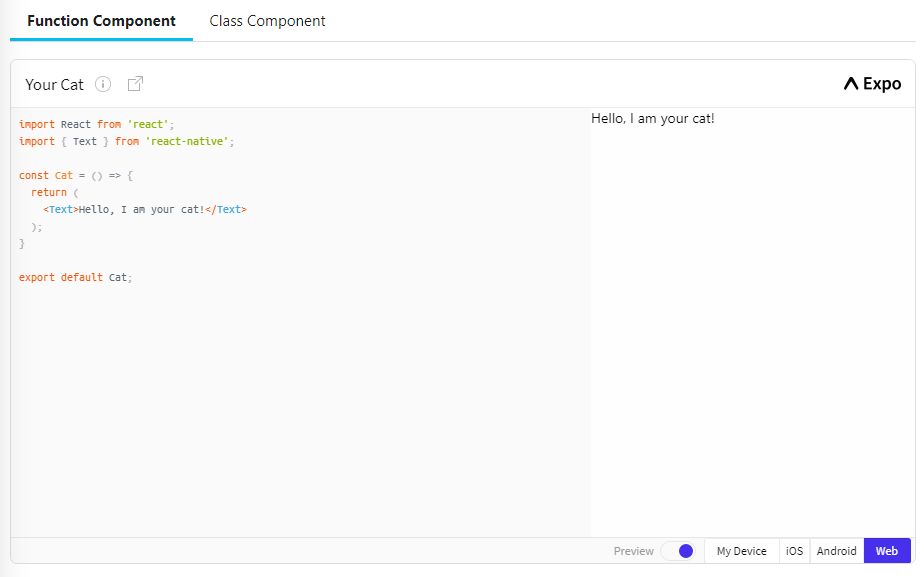 Function Component Class Component
Your Cat Expo
import React from 'react';
import { Text } from 'react-native';
const Cat = () => {
  return (
    <Text>Hello, I am your cat!</Text>
  );
}
export default Cat;
Hello, I am your cat!
Preview My Device iOS Android Web